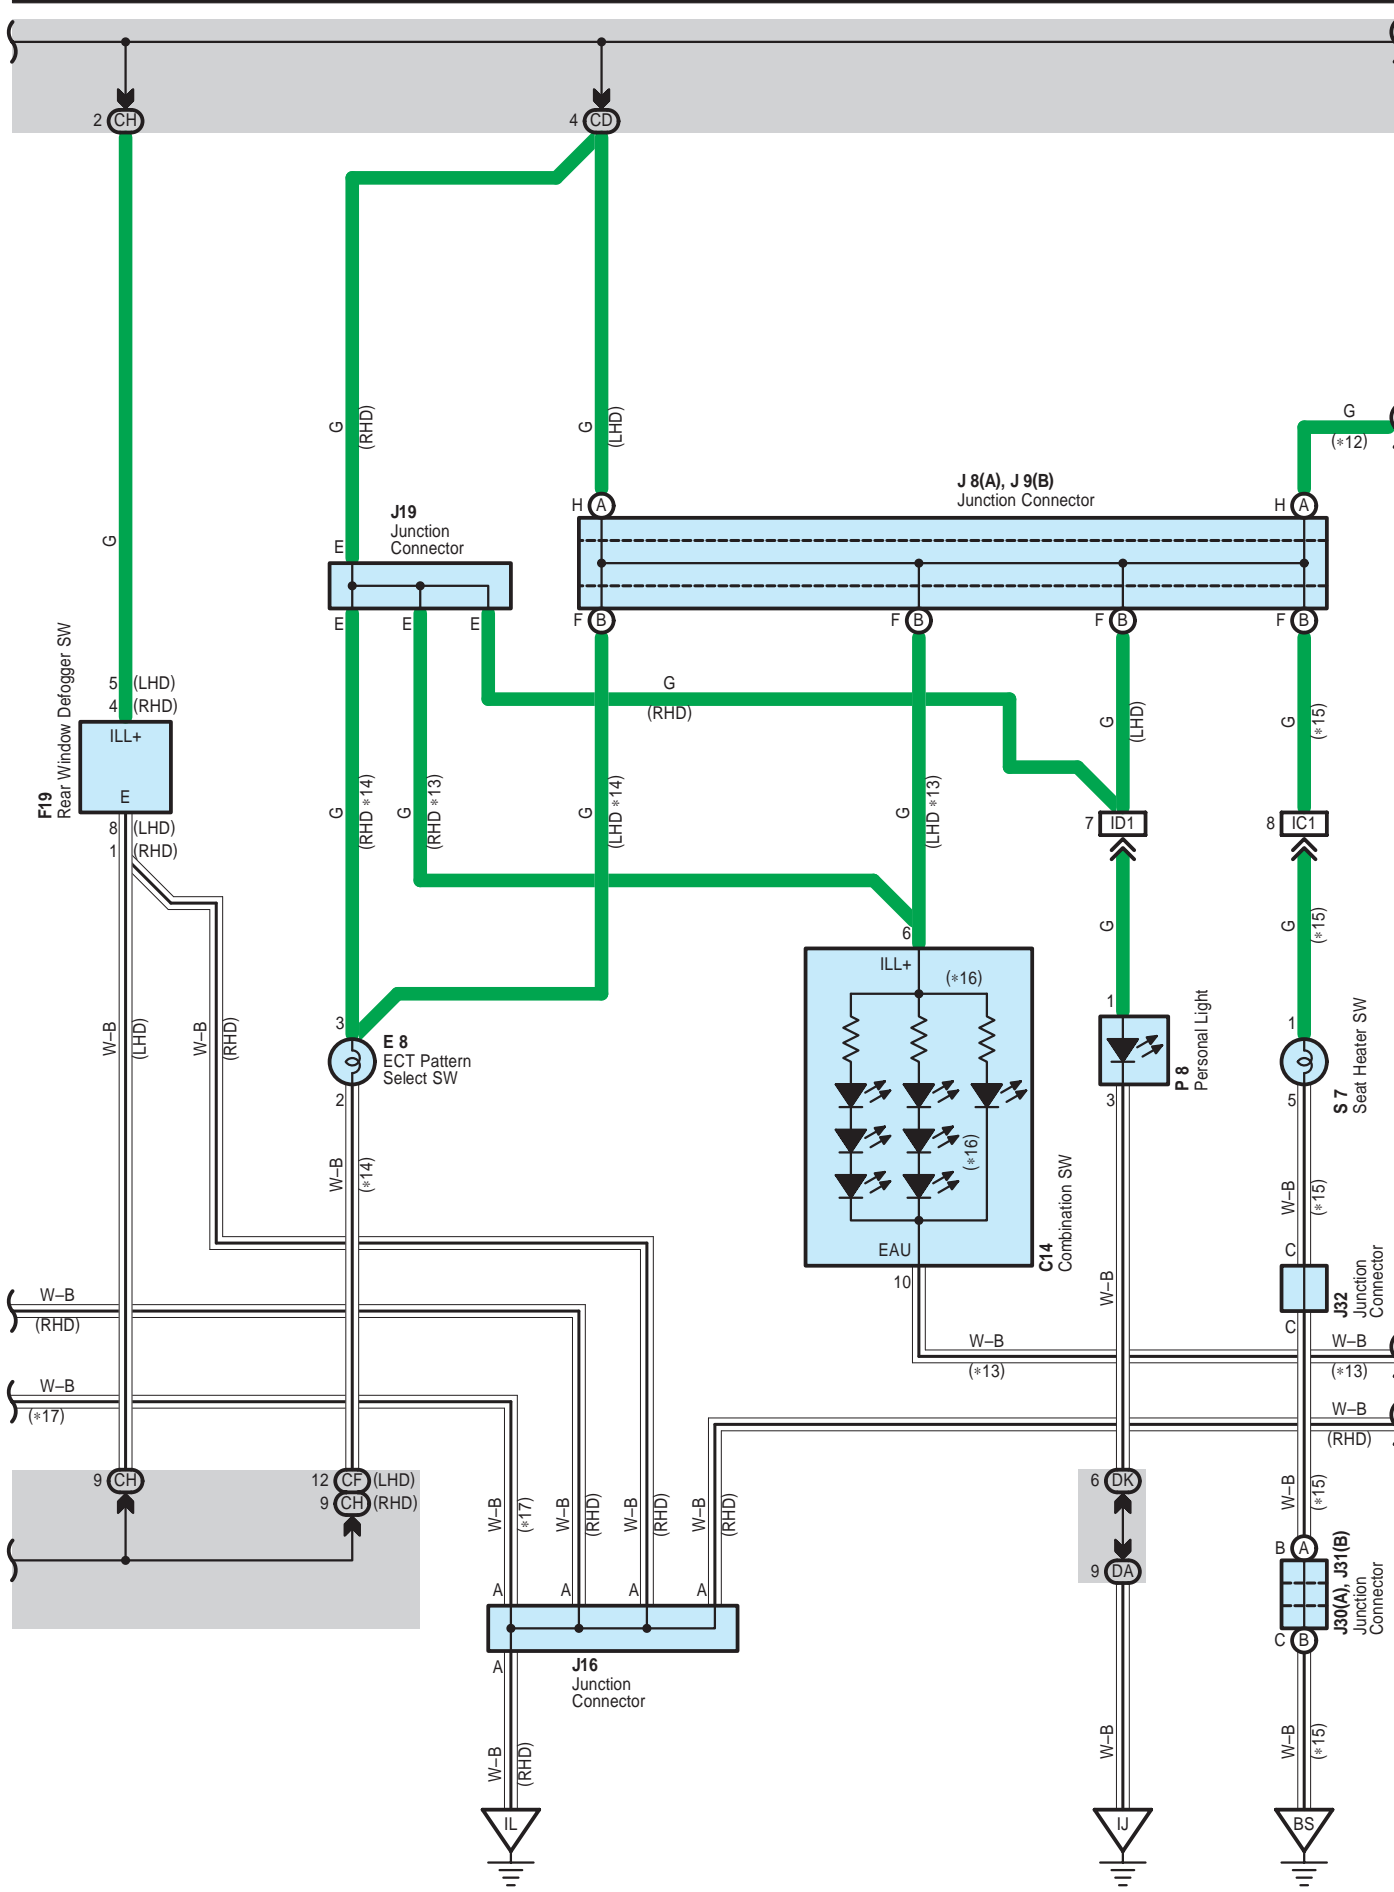 2 CH
4 CD
G
(RHD)
G
(LHD)
G
(∗12)
J 8(A), J 9(B)
Junction Connector
H A
H A
J19
Junction
Connector
E
G
E
E
E
F B
F B
F B
F B
F19
Rear Window Defogger SW
5 (LHD)
4 (RHD)
ILL+
E
8 (LHD)
1 (RHD)
G
(RHD)
G
(LHD)
G
(∗15)
G
(RHD ∗14)
G
(RHD ∗13)
G
(LHD ∗14)
G
(LHD ∗13)
7 ID1
8 IC1
G
G
(∗15)
6
ILL+
(∗16)
(∗16)
EAU
10
C14
Combination SW
W–B
(LHD)
W–B
(RHD)
3
E 8
ECT Pattern
Select SW
2
1
P 8
Personal Light
3
1
S 7
Seat Heater SW
5
W–B
(∗14)
W–B
(∗15)
C
J32
Junction
Connector
C
W–B
W–B
(RHD)
W–B
(∗13)
W–B
(∗13)
W–B
(∗17)
W–B
(RHD)
9 CH
12 CF (LHD)
9 CH (RHD)
W–B
(∗17)
W–B
(RHD)
W–B
(RHD)
W–B
(RHD)
6 DK
9 DA
W–B
(∗15)
B A
J30(A), J31(B)
Junction
Connector
C B
A
A
A
A
A
J16
Junction
Connector
W–B
(RHD)
W–B
W–B
(∗15)
IL
IJ
BS